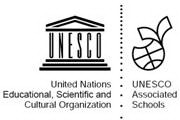 UNESCO
United Nations
Educational, Scientific and
Cultural Organization
UNESCO
Associated
Schools